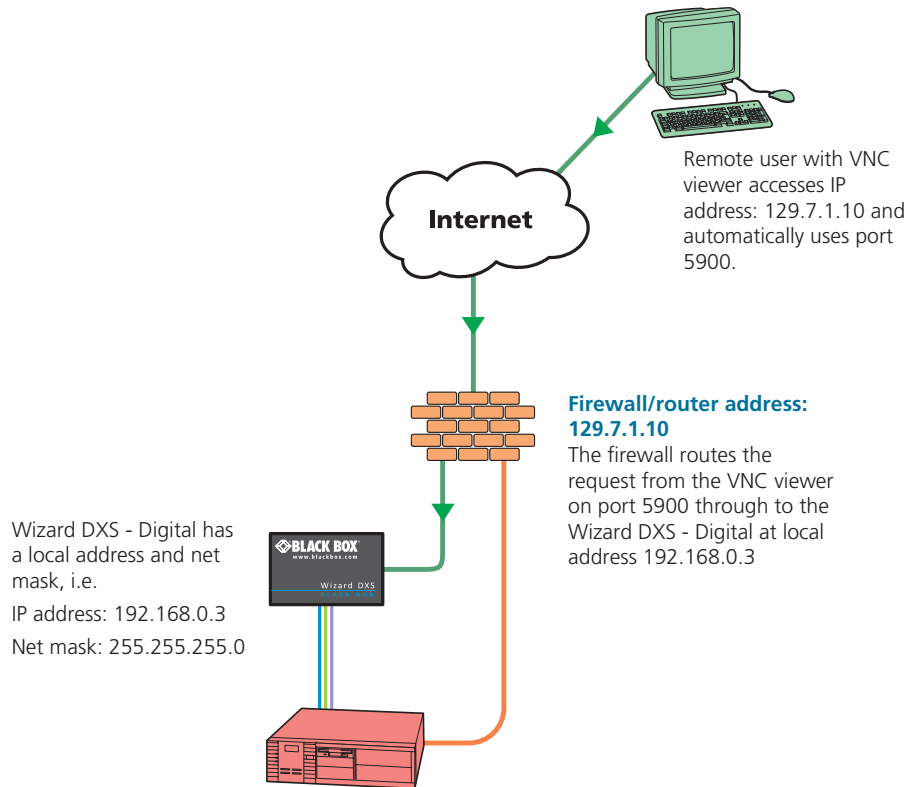 Remote user with VNC
viewer accesses IP
address: 129.7.1.10 and
automatically uses port
5900.
Internet
Firewall/router address:
129.7.1.10
The firewall routes the
request from the VNC viewer
on port 5900 through to the
Wizard DXS - Digital at local
address 192.168.0.3
Wizard DXS - Digital has
a local address and net
mask, i.e.
IP address: 192.168.0.3
Net mask: 255.255.255.0
BLACK BOX
www.blackbox.com
Wizard DXS
BLACK BOX